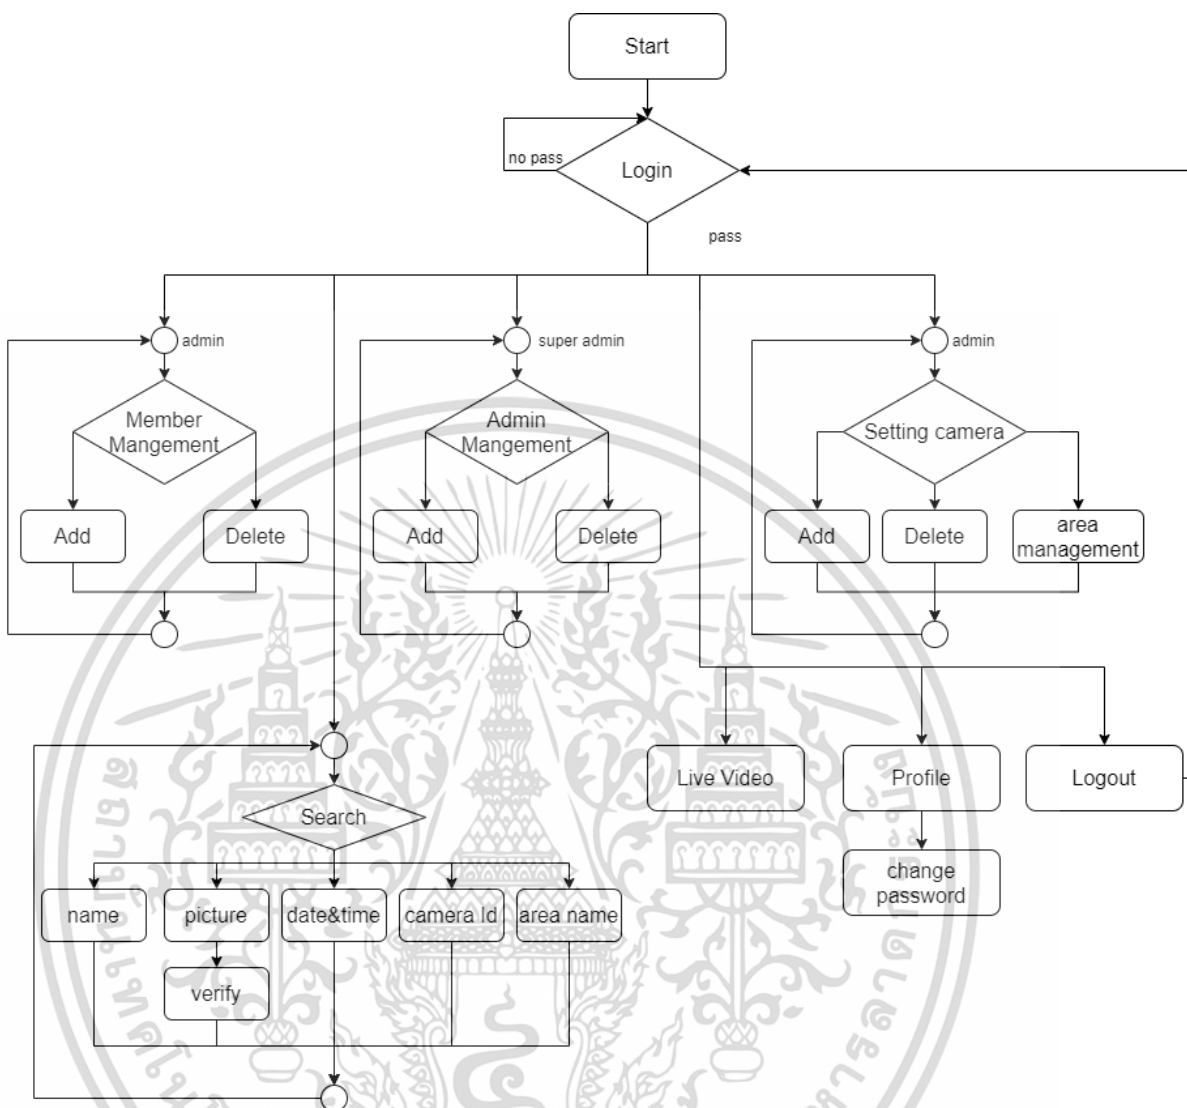 Start
Login
no pass
pass
admin
super admin
admin
Member
Mangement
Admin
Mangement
Setting camera
Add
Delete
Add
Delete
Add
Delete
area
management
Live Video
Profile
Logout
Search
change
password
name
picture
date&time
camera Id
area name
verify